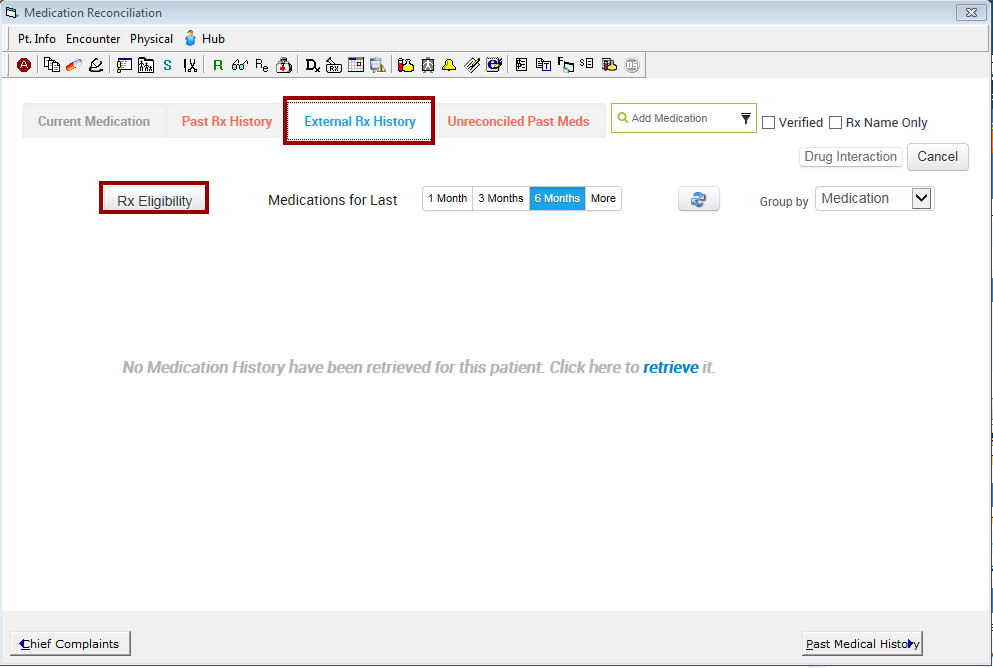 Medication Reconciliation
Pt. Info Encounter Physical Hub
A S R Re Dx Rx
Current Medication Past Rx History External Rx History Unreconciled Past Meds Add Medication Verified Rx Name Only
Drug Interaction Cancel
Rx Eligibility Medications for Last 1 Month 3 Months 6 Months More Group by Medication
No Medication History have been retrieved for this patient. Click here to retrieve it.
Chief Complaints Past Medical History